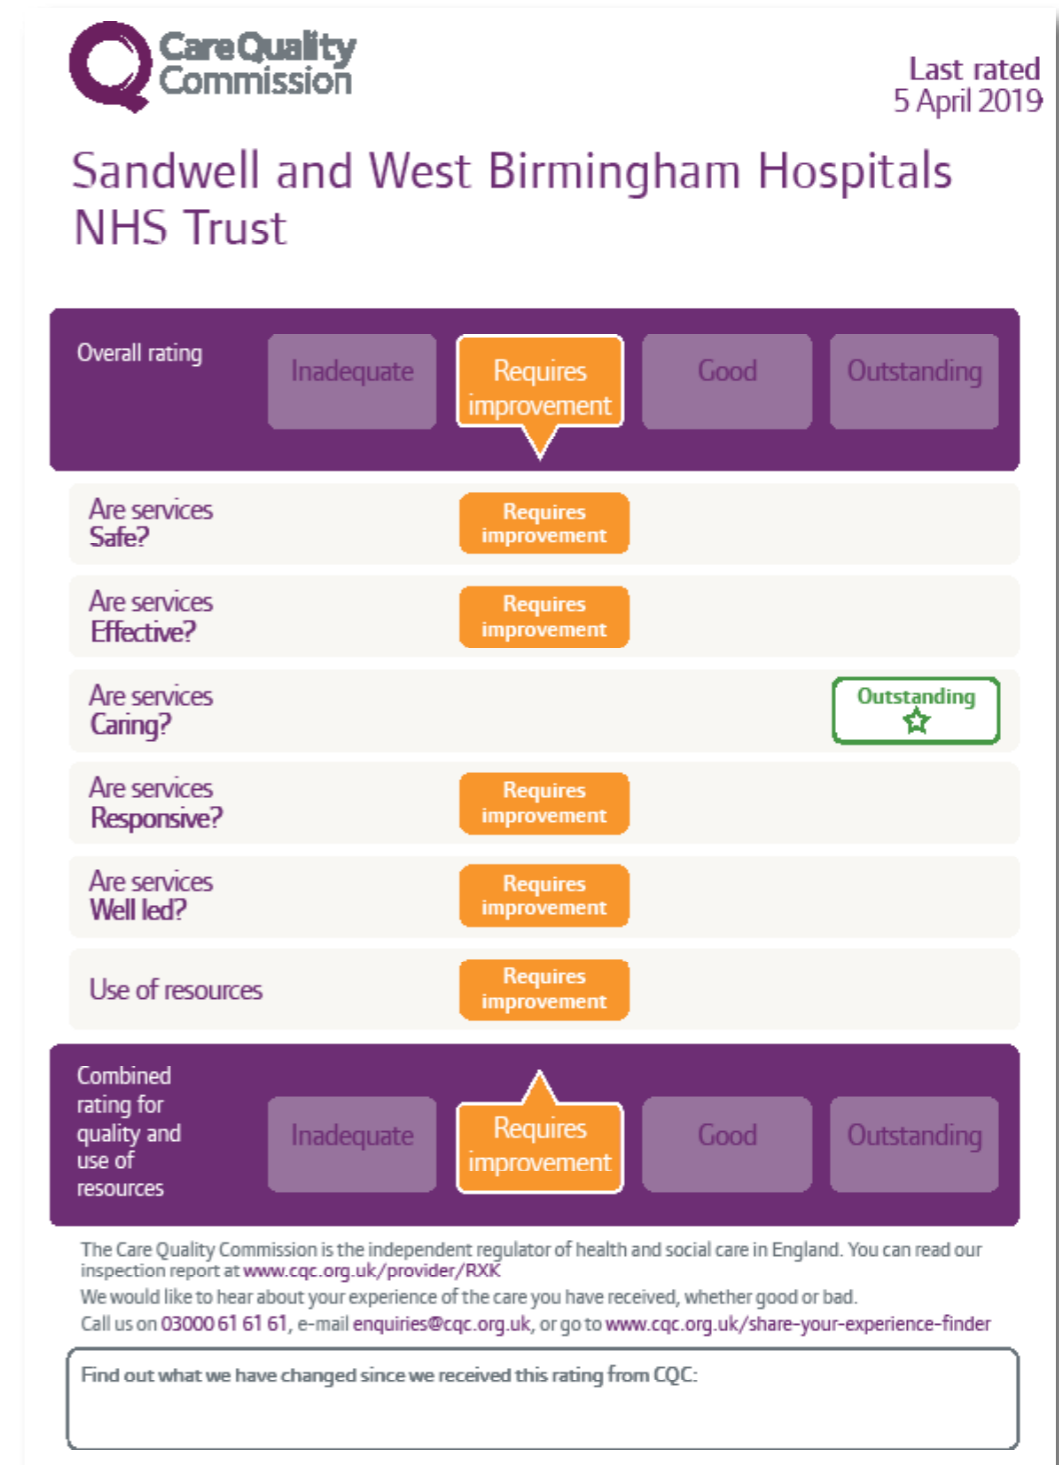 CareQuality
Commission
Last rated
5 April 2019
Sandwell and West Birmingham Hospitals
NHS Trust
Overall rating
Inadequate
Requires
improvement
Good
Outstanding
Are services
Safe?
Requires
improvement
Are services
Effective?
Requires
improvement
Are services
Caring?
Outstanding
Are services
Responsive?
Requires
improvement
Are services
Well led?
Requires
improvement
Use of resources
Requires
improvement
Combined
rating for
quality and
use of
resources
Inadequate
Requires
improvement
Good
Outstanding
The Care Quality Commission is the independent regulator of health and social care in England. You can read our
inspection report at www.cqc.org.uk/provider/RXK
We would like to hear about your experience of the care you have received, whether good or bad.
Call us on 03000 61 61 61, e-mail enquiries@cqc.org.uk, or go to www.cqc.org.uk/share-your-experience-finder
Find out what we have changed since we received this rating from CQC: